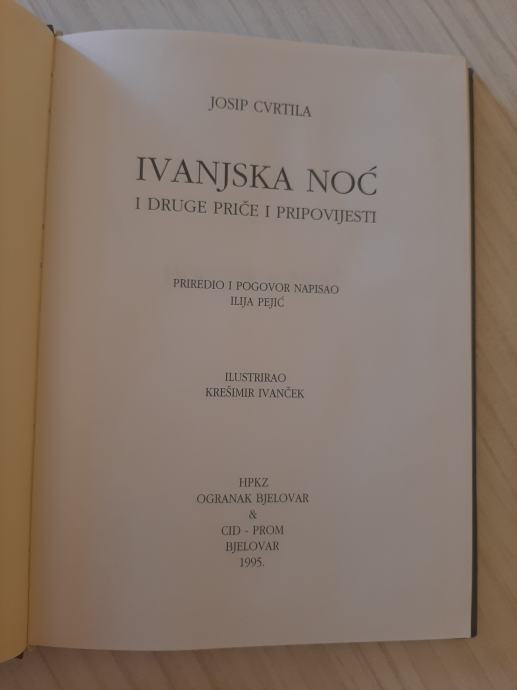 JOSIP CVRTILA
IVANJSKA NOĆ
I DRUGE PRIČE I PRIPOVIJESTI
PRIREDIO I POGOVOR NAPISAO
ILIJA PEJIĆ
ILUSTRIRAO
KREŠIMIR IVANČEK
HPKZ
OGRANAK BJELOVAR
&
CID - PROM
BJELOVAR
1995.